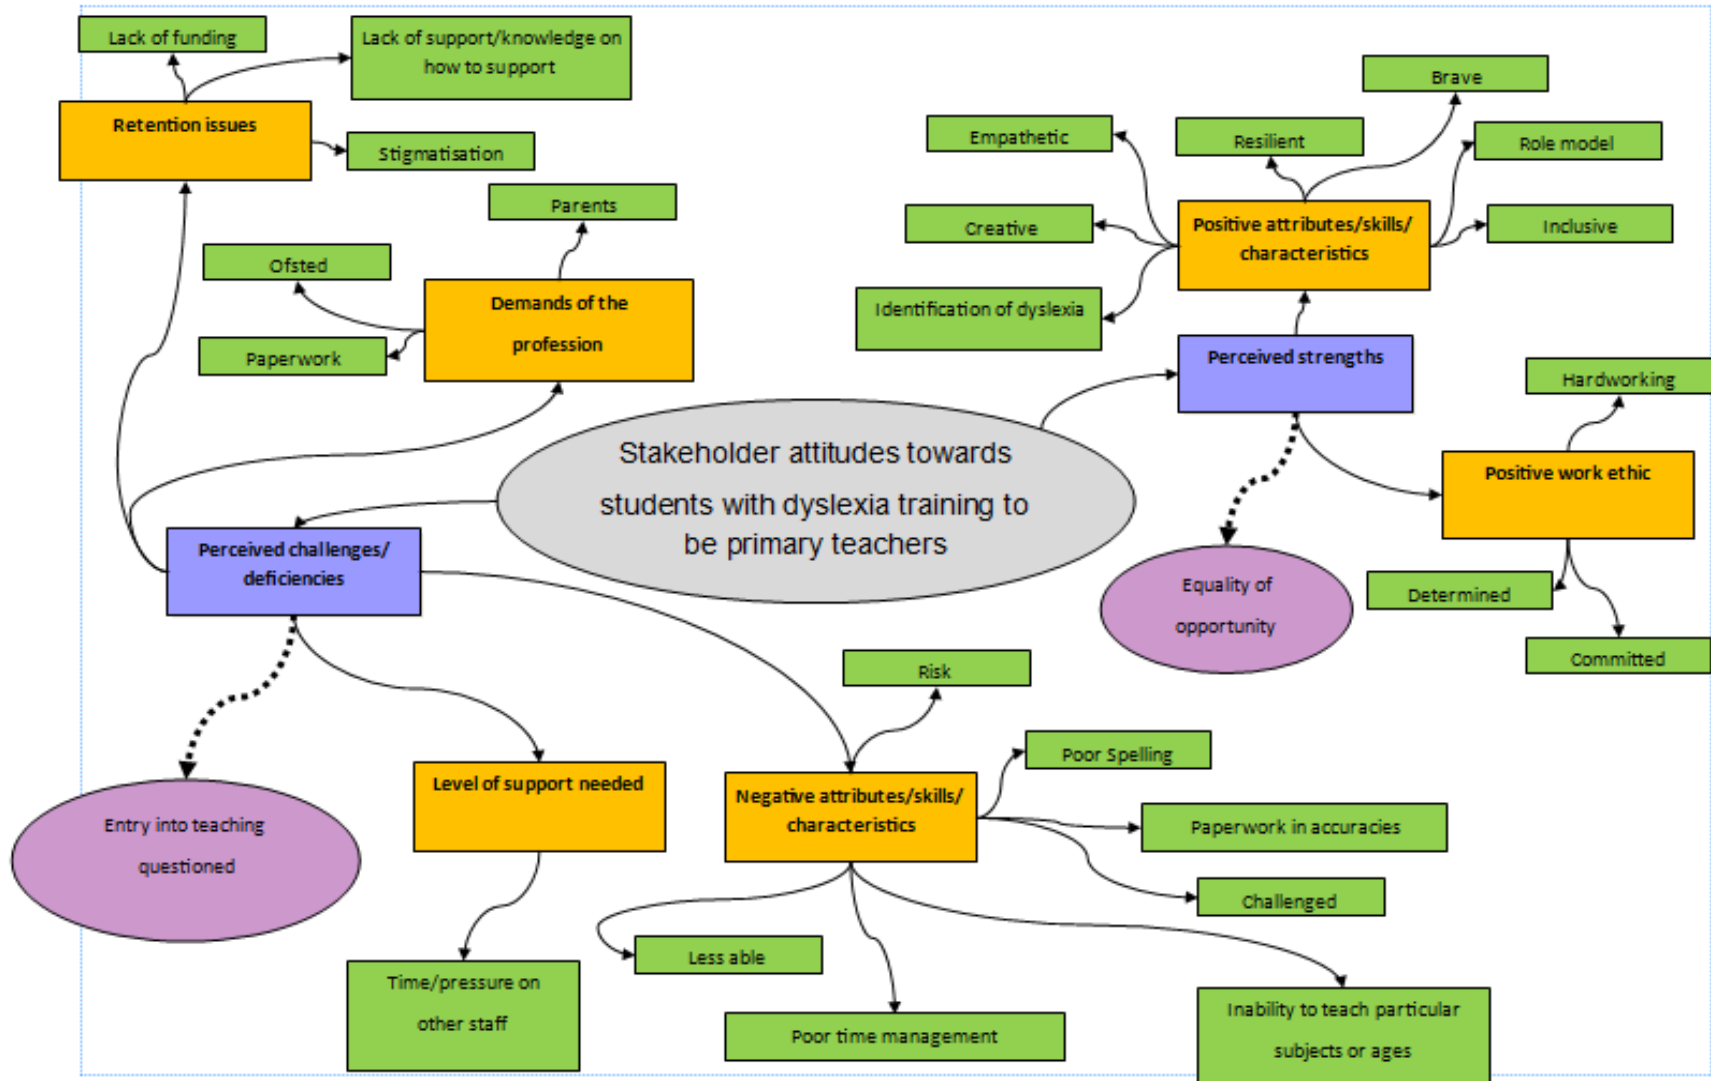 Lack of funding
Lack of support/knowledge on
how to support
Retention issues
Stigmatisation
Parents
Ofsted
Demands of the
profession
Paperwork
Brave
Empathetic
Resilient
Role model
Creative
Positive attributes/skills/
characteristics
Inclusive
Identification of dyslexia
Perceived strengths
Hardworking
Positive work ethic
Determined
Committed
Equality of
opportunity
Stakeholder attitudes towards
students with dyslexia training to
be primary teachers
Perceived challenges/
deficiencies
Entry into teaching
questioned
Level of support needed
Time/pressure on
other staff
Risk
Negative attributes/skills/
characteristics
Poor Spelling
Paperwork in accuracies
Challenged
Less able
Poor time management
Inability to teach particular
subjects or ages